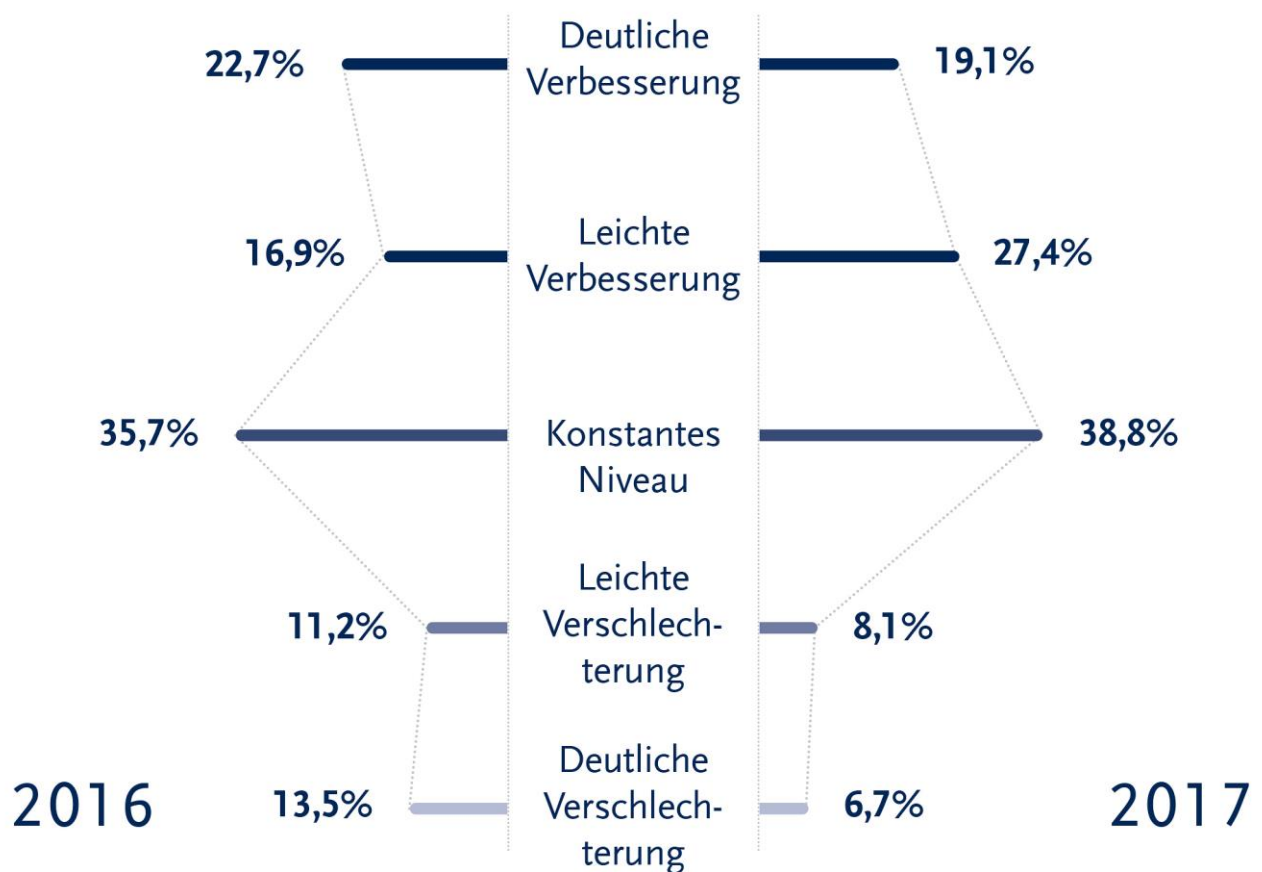 Deutliche
Verbesserung
22,7%
19,1%
Leichte
Verbesserung
16,9%
27,4%
Konstantes
Niveau
35,7%
38,8%
Leichte
Verschlech-
terung
11,2%
8,1%
Deutliche
Verschlech-
terung
13,5%
6,7%
2016
2017